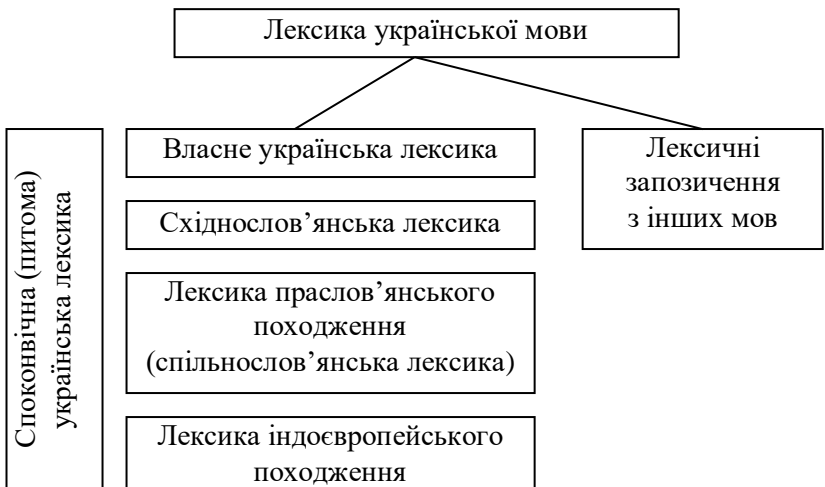 Лексика української мови
Споконвічна (питома)
українська лексика
Власне українська лексика
Східнослов’янська лексика
Лексика праслов’янського
походження
(спільнослов’янська лексика)
Лексика індоєвропейського
походження
Лексичні
запозичення
з інших мов